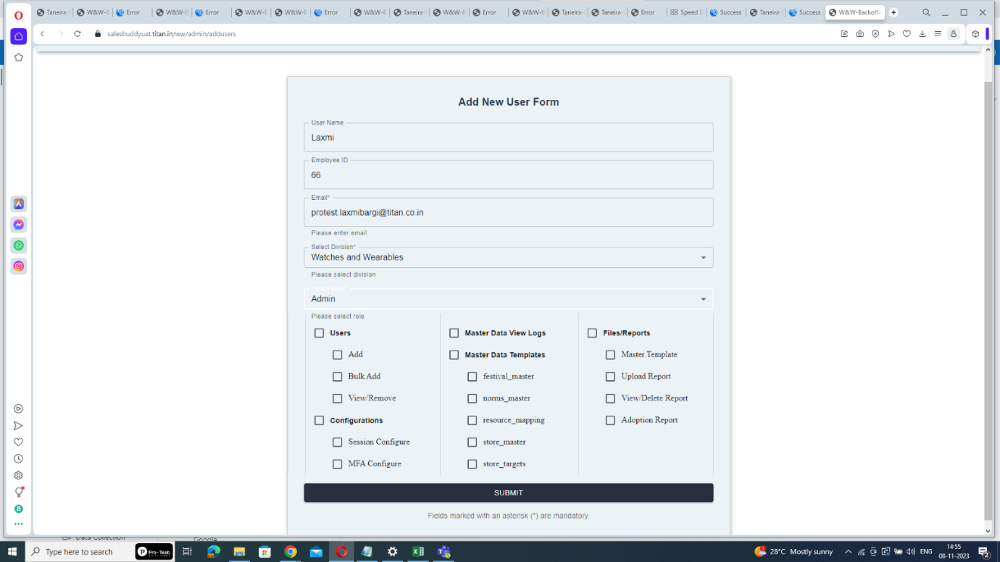 Taneira-
W&W-B
Error
W&W-B
Error
W&W-B
W&W-B
Error
W&W-B
Taneira-
W&W-B
Error
W&W-B
Taneira-
Taneira-
Error
Speed D
Success
Taneira-
Success
W&W-Backoffi
salesbuddyuat.titan.in/ww/admin/addusers
Add New User Form
User Name
Laxmi
Employee ID
66
Email*
protest.laxmibargi@titan.co.in
Please enter email
Select Division*
Watches and Wearables
Please select division
Select Role*
Admin
Please select role
Users
Add
Bulk Add
View/Remove
Configurations
Session Configure
MFA Configure
Master Data View Logs
Master Data Templates
festival_master
norms_master
resource_mapping
store_master
store_targets
Files/Reports
Master Template
Upload Report
View/Delete Report
Adoption Report
SUBMIT
Fields marked with an asterisk (*) are mandatory.
Data Collection
Google
Type here to search
Pro-Test
28°C Mostly sunny
ENG
14:55
08-11-2023
2